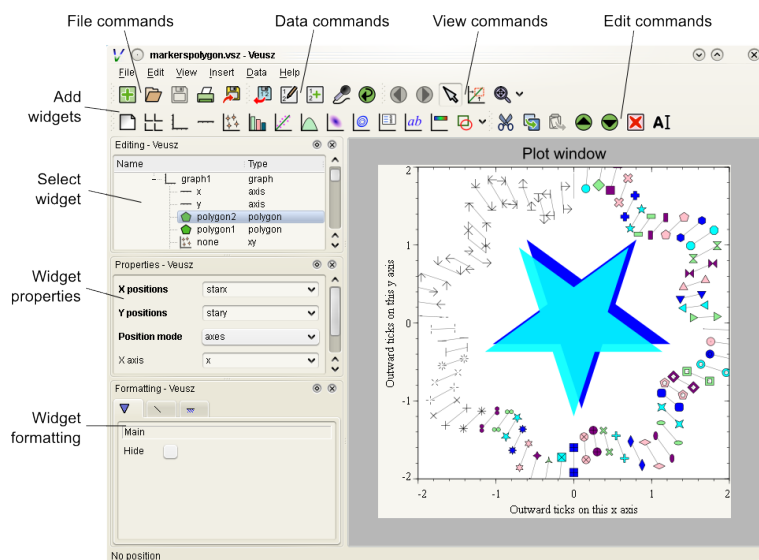 File commands Data commands View commands Edit commands
markerspolygon.vsz - Veusz
File Edit View Insert Data Help
Add
widgets
ab
A
Editing - Veusz
Plot window
Name Type
graph1 graph
x axis
y axis
polygon2 polygon
polygon1 polygon
none xy
Select
widget
Properties - Veusz
X positions starx
Y positions stary
Position mode axes
X axis x
Widget
properties
Formatting - Veusz
Main
Hide
Widget
formatting
2
1
0
-1
-2
Outward ticks on this y axis
-2 -1 0 1 2
Outward ticks on this x axis
No position